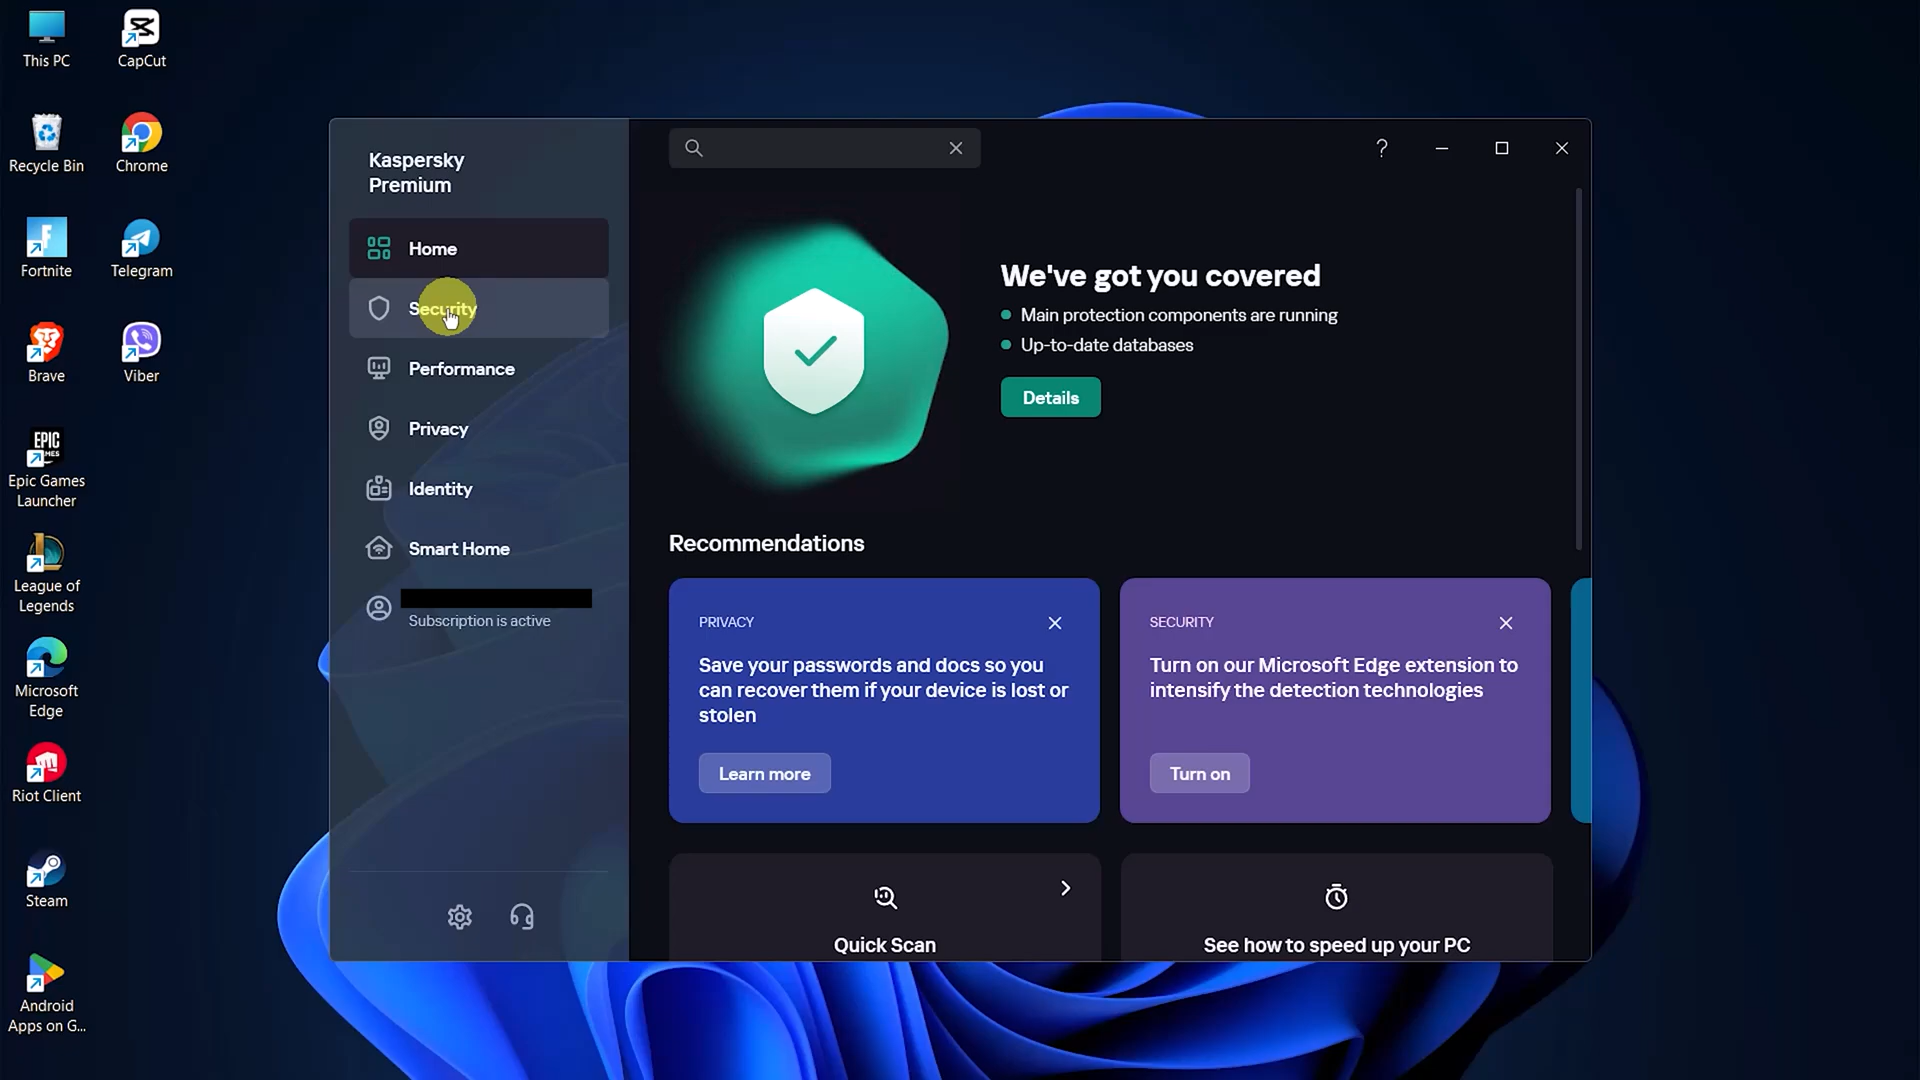 This PC
CapCut
Recycle Bin
Chrome
Fortnite
Telegram
Brave
Viber
EPIC
GAMES
Epic Games
Launcher
League of
Legends
Microsoft
Edge
Riot Client
Steam
Android
Apps on G...
Kaspersky
Premium
Home
Security
Performance
Privacy
Identity
Smart Home
Subscription is active
?
We've got you covered
Main protection components are running
Up-to-date databases
Details
Recommendations
PRIVACY
Save your passwords and docs so you
can recover them if your device is lost or
stolen
Learn more
SECURITY
Turn on our Microsoft Edge extension to
intensify the detection technologies
Turn on
Quick Scan
See how to speed up your PC